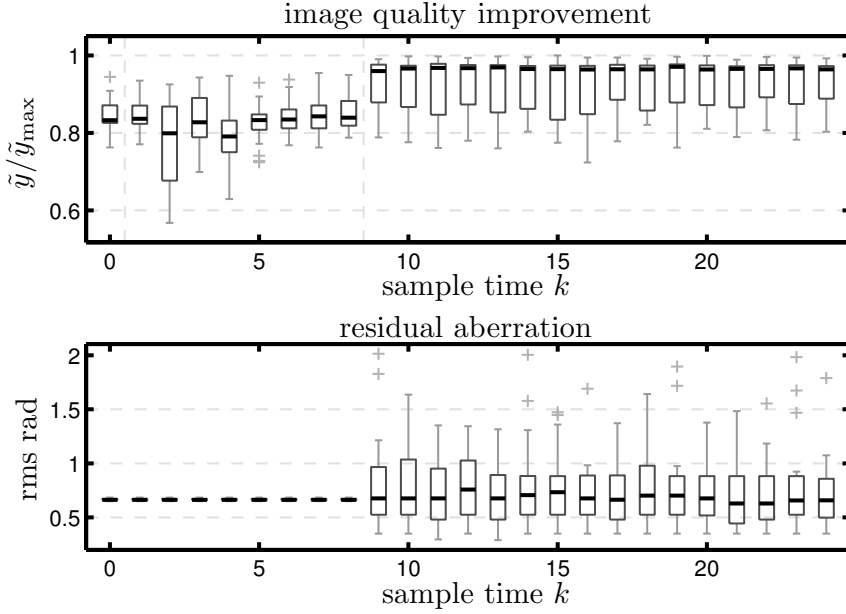 image quality improvement
1
0.8
0.6
ỹ/ỹmax
0 5 10 15 20
sample time k
residual aberration
2
1.5
1
0.5
rms rad
0 5 10 15 20
sample time k